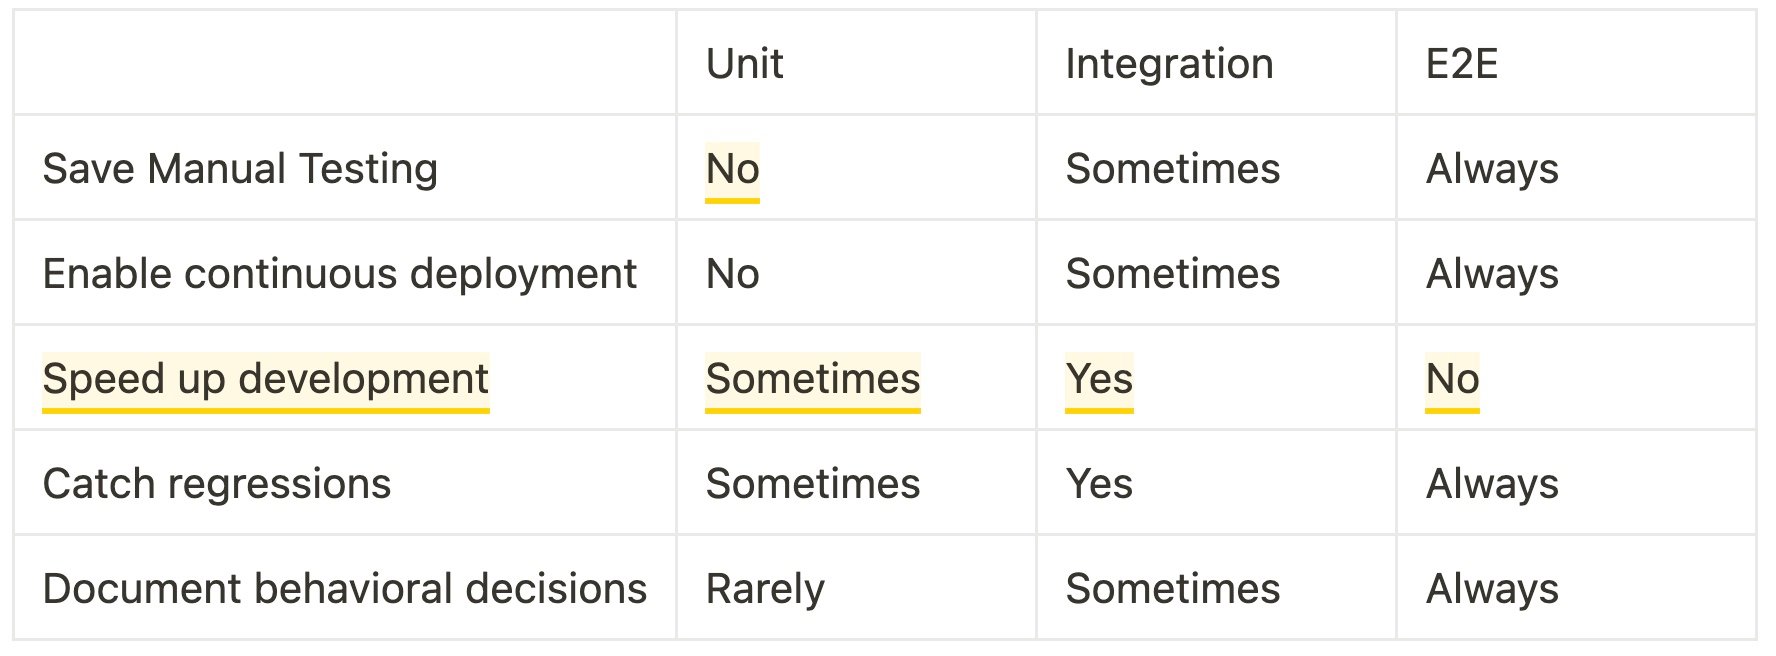 Unit Integration E2E
Save Manual Testing No Sometimes Always
Enable continuous deployment No Sometimes Always
Speed up development Sometimes Yes No
Catch regressions Sometimes Yes Always
Document behavioral decisions Rarely Sometimes Always